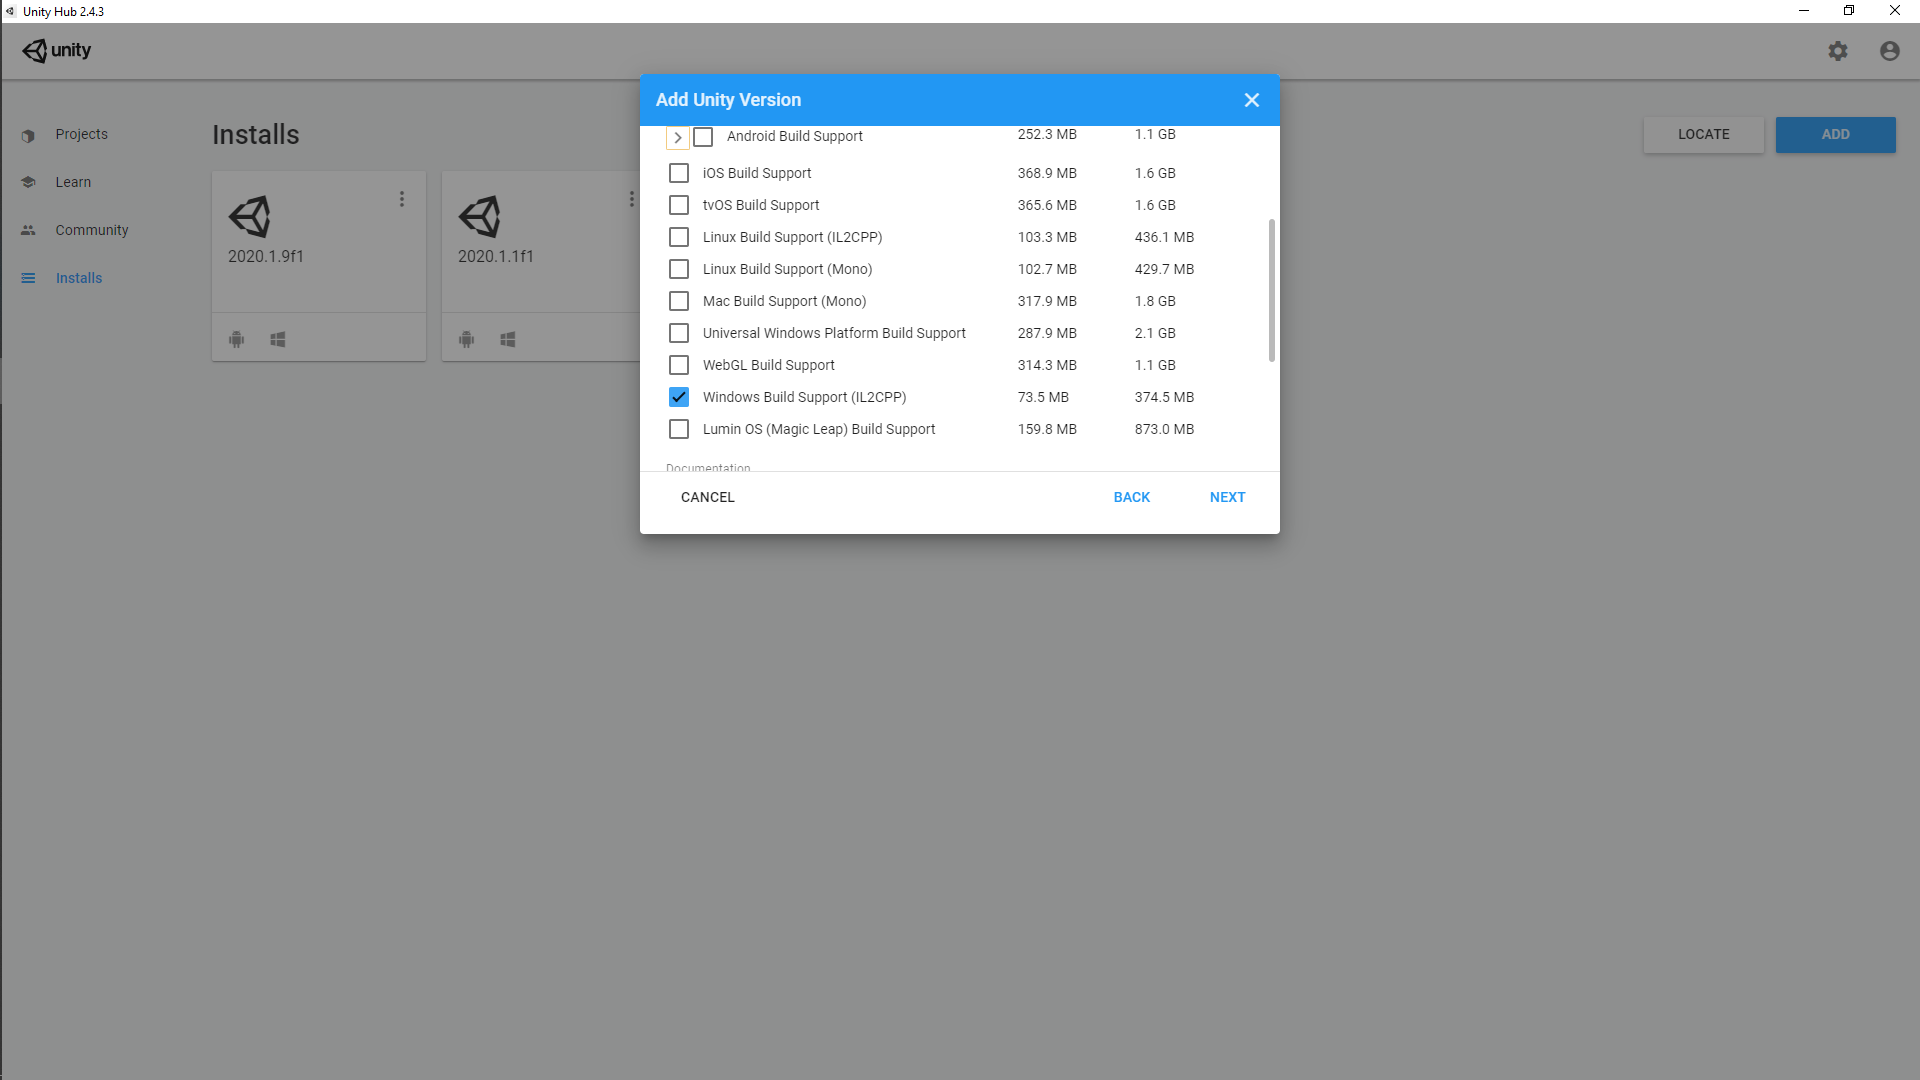 Unity Hub 2.4.3
unity
Add Unity Version
Projects
Learn
Community
Installs
Installs
LOCATE
ADD
2020.1.9f1
2020.1.1f1
Android Build Support 252.3 MB 1.1 GB
iOS Build Support 368.9 MB 1.6 GB
tvOS Build Support 365.6 MB 1.6 GB
Linux Build Support (IL2CPP) 103.3 MB 436.1 MB
Linux Build Support (Mono) 102.7 MB 429.7 MB
Mac Build Support (Mono) 317.9 MB 1.8 GB
Universal Windows Platform Build Support 287.9 MB 2.1 GB
WebGL Build Support 314.3 MB 1.1 GB
Windows Build Support (IL2CPP) 73.5 MB 374.5 MB
Lumin OS (Magic Leap) Build Support 159.8 MB 873.0 MB
Documentation
CANCEL
BACK
NEXT